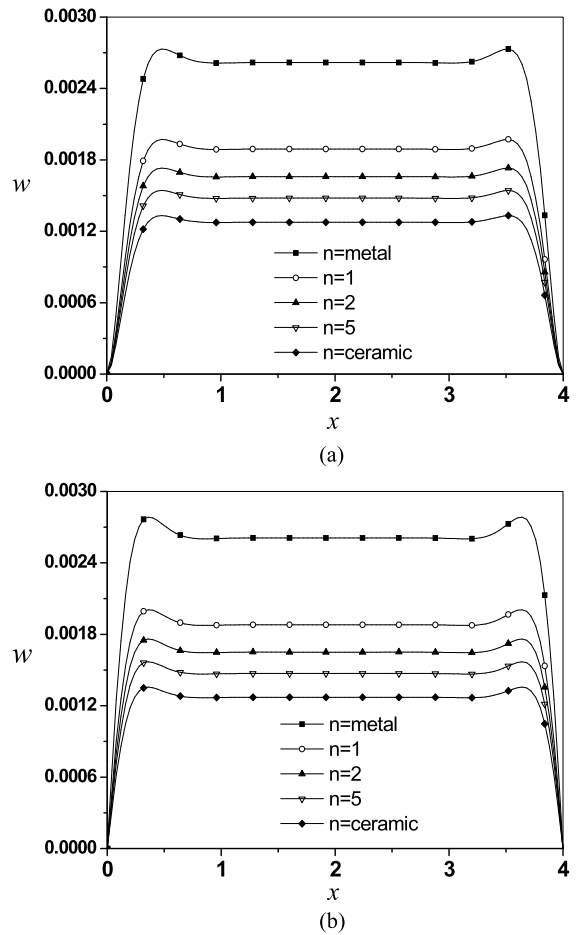 0.0030
0.0024
0.0018
w
0.0012
0.0006
0.0000
n=metal
n=1
n=2
n=5
n=ceramic
0 1 2 3 4
x
(a)
0.0030
0.0024
0.0018
w
0.0012
0.0006
0.0000
n=metal
n=1
n=2
n=5
n=ceramic
0 1 2 3 4
x
(b)